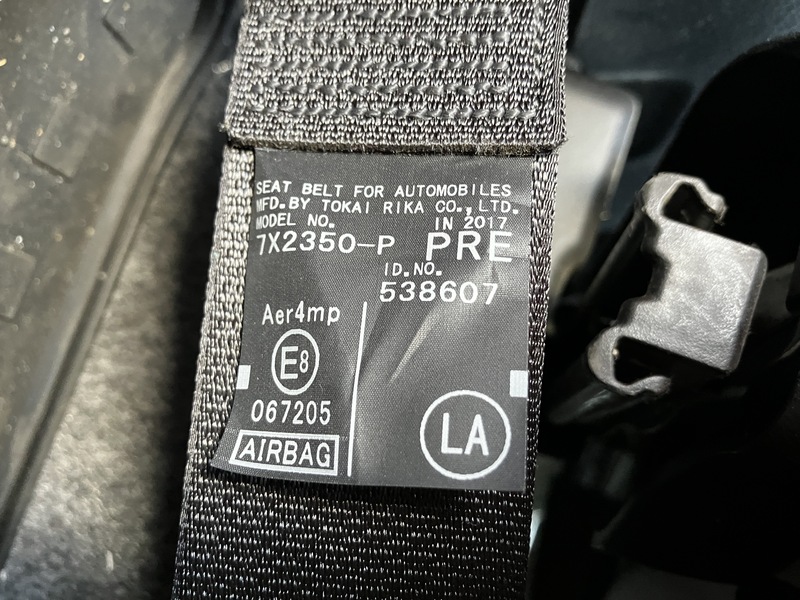 SEAT BELT FOR AUTOMOBILES
MFD.BY TOKAI RIKA CO.,LTD.
MODEL NO. IN 2017
7X2350-P PRE
ID.NO.
538607
Aer4mp
E8
067205
AIRBAG
LA